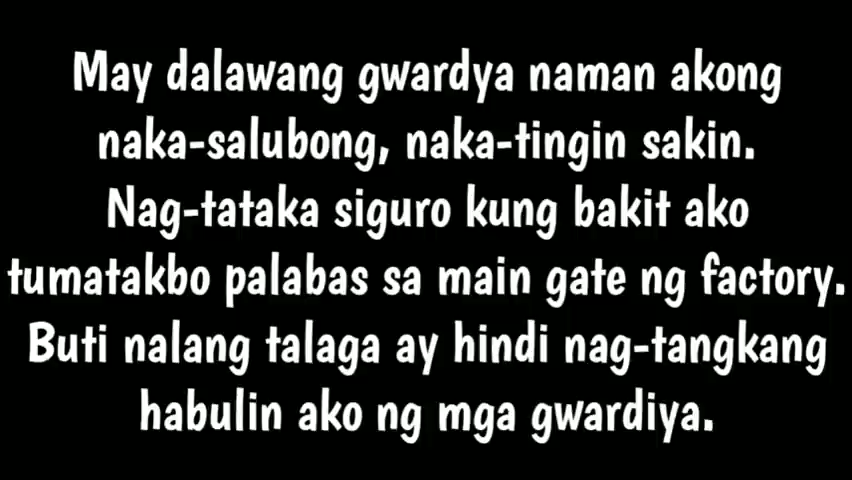 May dalawang gwardya naman akong
naka-salubong, naka-tingin sakin.
Nag-tataka siguro kung bakit ako
tumatakbo palabas sa main gate ng factory.
Buti nalang talaga ay hindi nag-tangkang
habulin ako ng mga gwardiya.